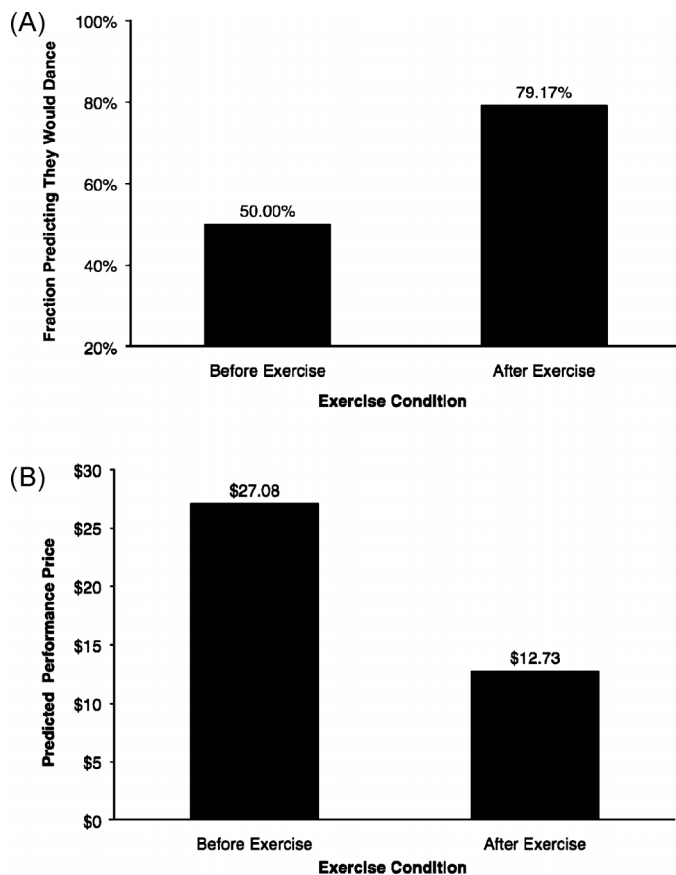 (A)
100%
80%
60%
40%
20%
Fraction Predicting They Would Dance
50.00%
79.17%
Before Exercise
After Exercise
Exercise Condition
(B)
$30
$25
$20
$15
$10
$5
$0
Predicted Performance Price
$27.08
$12.73
Before Exercise
After Exercise
Exercise Condition